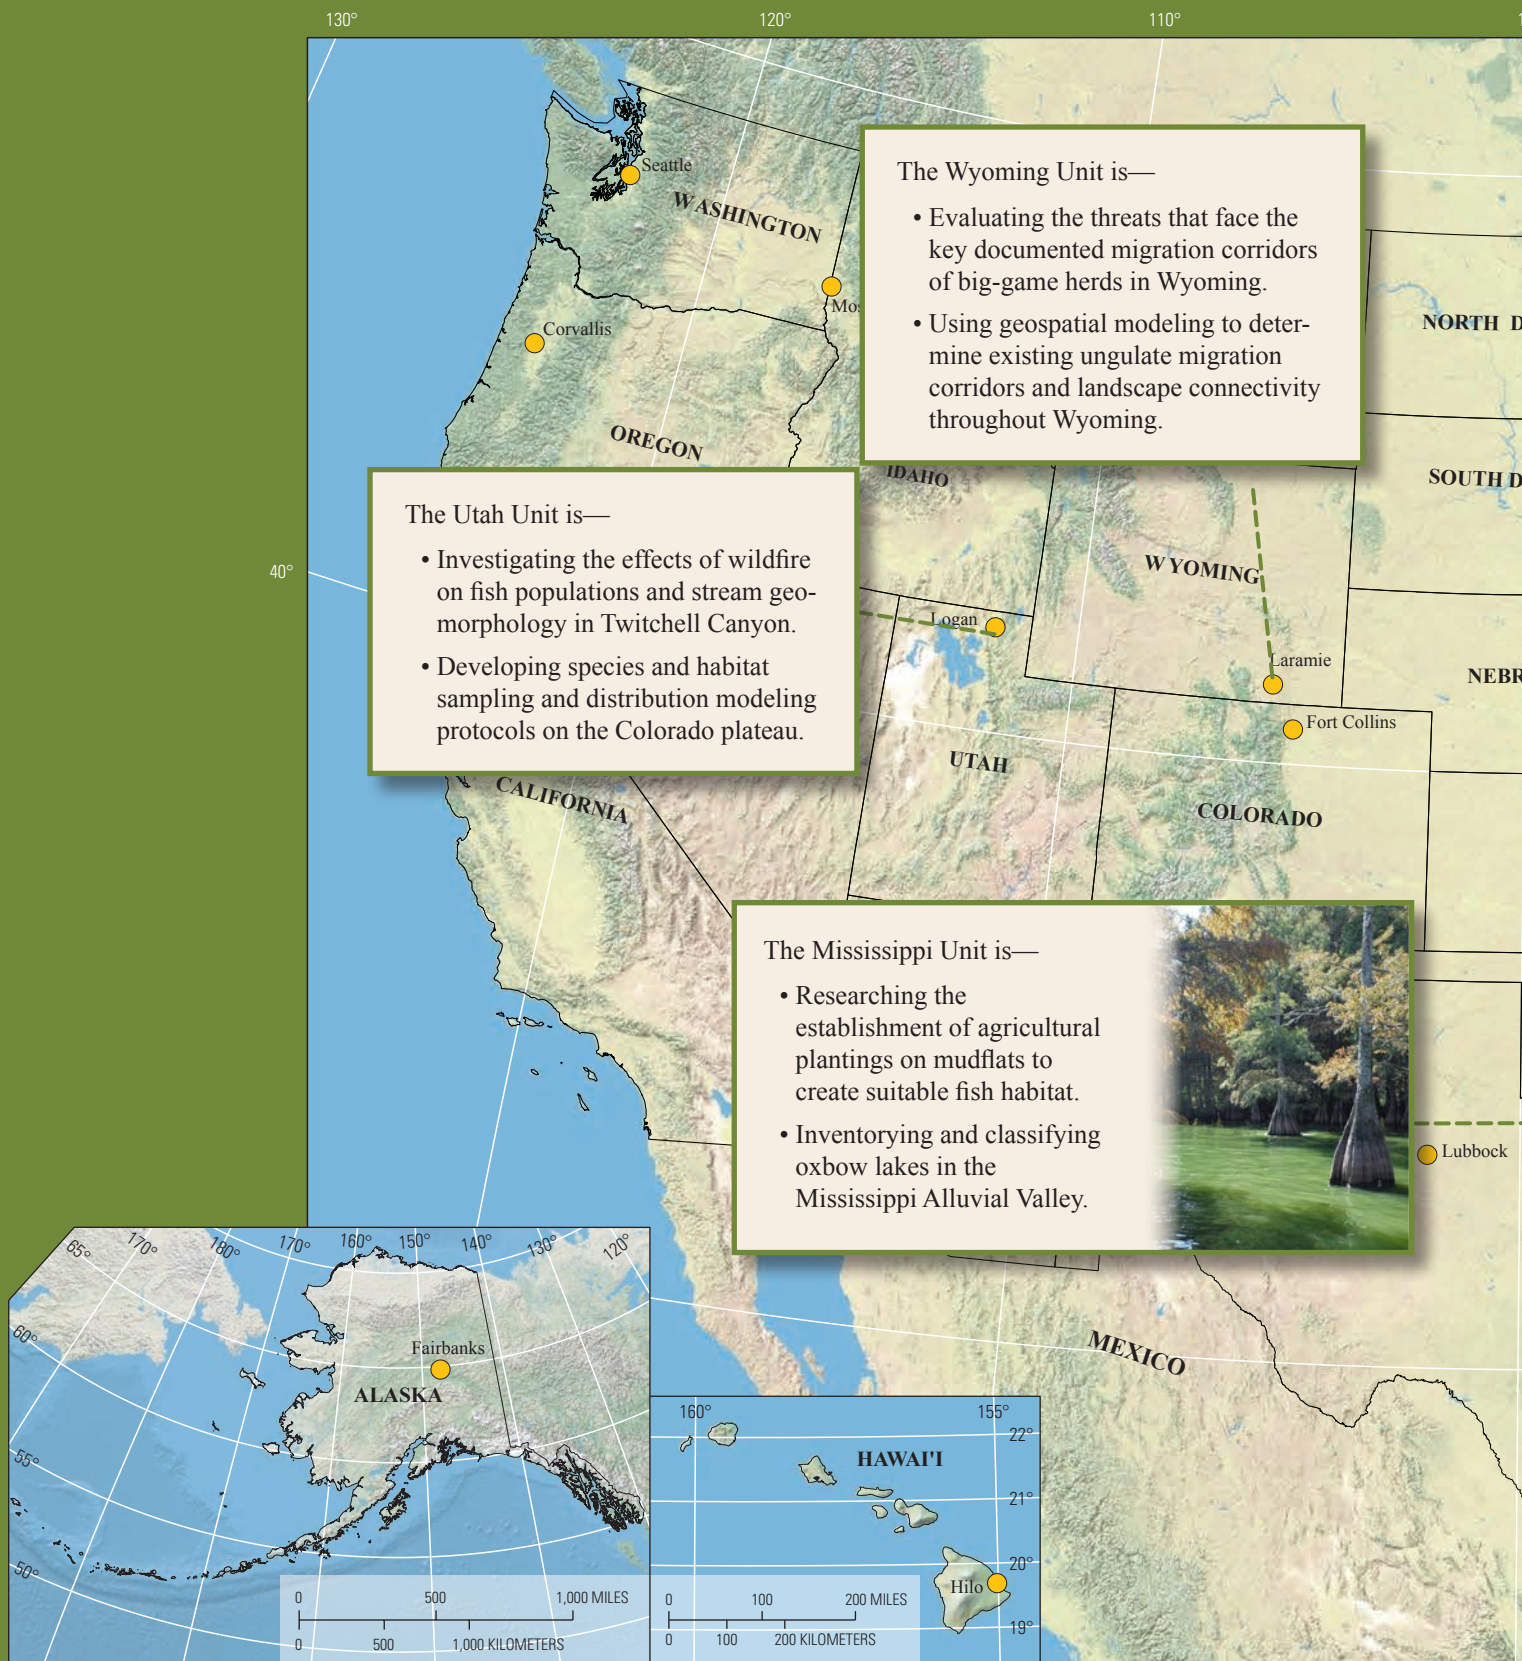 130°
120°
110°
Seattle
WASHINGTON
The Wyoming Unit is—
• Evaluating the threats that face the
key documented migration corridors
of big-game herds in Wyoming.
• Using geospatial modeling to deter-
mine existing ungulate migration
corridors and landscape connectivity
throughout Wyoming.
Mos
NORTH D
Corvallis
OREGON
IDAHO
SOUTH D
The Utah Unit is—
• Investigating the effects of wildfire
on fish populations and stream geo-
morphology in Twitchell Canyon.
• Developing species and habitat
sampling and distribution modeling
protocols on the Colorado plateau.
40°
WYOMING
Logan
Laramie
NEBR
Fort Collins
UTAH
COLORADO
CALIFORNIA
The Mississippi Unit is—
• Researching the
establishment of agricultural
plantings on mudflats to
create suitable fish habitat.
• Inventorying and classifying
oxbow lakes in the
Mississippi Alluvial Valley.
Lubbock
MEXICO
65° 170° 180° 170° 160° 150° 140° 130° 120°
60°
55°
50°
Fairbanks
ALASKA
0 500 1,000 MILES
0 500 1,000 KILOMETERS
160° 155°
22°
HAWAI'I
21°
20°
Hilo
19°
0 100 200 MILES
0 100 200 KILOMETERS